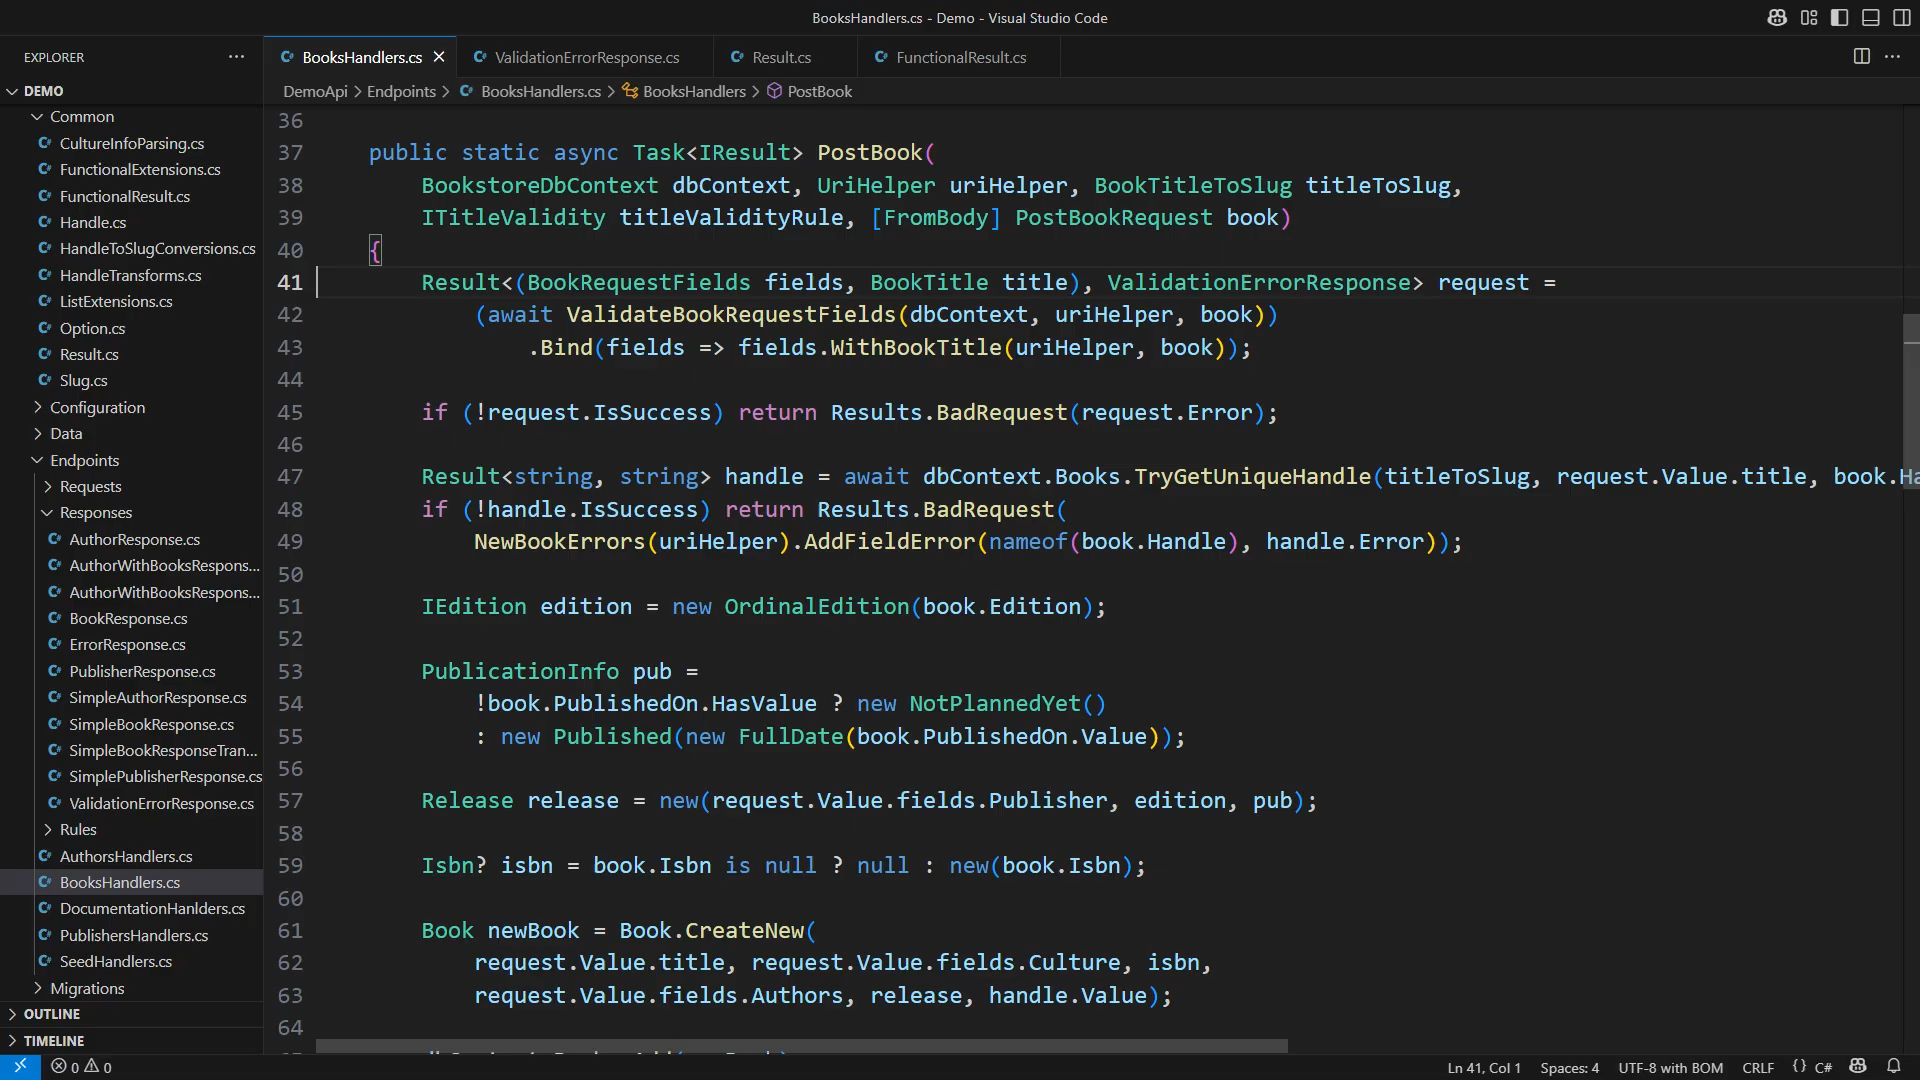 BooksHandlers.cs - Demo - Visual Studio Code
EXPLORER
DEMO
Common
CultureInfoParsing.cs
FunctionalExtensions.cs
FunctionalResult.cs
Handle.cs
HandleToSlugConversions.cs
HandleTransforms.cs
ListExtensions.cs
Option.cs
Result.cs
Slug.cs
Configuration
Data
Endpoints
Requests
Responses
AuthorResponse.cs
AuthorWithBooksRespons...
AuthorWithBooksRespons...
BookResponse.cs
ErrorResponse.cs
PublisherResponse.cs
SimpleAuthorResponse.cs
SimpleBookResponse.cs
SimpleBookResponseTran...
SimplePublisherResponse.cs
ValidationErrorResponse.cs
Rules
AuthorsHandlers.cs
BooksHandlers.cs
DocumentationHanlders.cs
PublishersHandlers.cs
SeedHandlers.cs
Migrations
OUTLINE
TIMELINE
BooksHandlers.cs ValidationErrorResponse.cs Result.cs FunctionalResult.cs
DemoApi > Endpoints > BooksHandlers.cs > BooksHandlers > PostBook
36
37 public static async Task<IResult> PostBook(
38 BookstoreDbContext dbContext, UriHelper uriHelper, BookTitleToSlug titleToSlug,
39 ITitleValidity titleValidityRule, [FromBody] PostBookRequest book)
40 {
41 Result<(BookRequestFields fields, BookTitle title), ValidationErrorResponse> request =
42 (await ValidateBookRequestFields(dbContext, uriHelper, book))
43 .Bind(fields => fields.WithBookTitle(uriHelper, book));
44
45 if (!request.IsSuccess) return Results.BadRequest(request.Error);
46
47 Result<string, string> handle = await dbContext.Books.TryGetUniqueHandle(titleToSlug, request.Value.title, book.Ha
48 if (!handle.IsSuccess) return Results.BadRequest(
49 NewBookErrors(uriHelper).AddFieldError(nameof(book.Handle), handle.Error));
50
51 IEdition edition = new OrdinalEdition(book.Edition);
52
53 PublicationInfo pub =
54 !book.PublishedOn.HasValue ? new NotPlannedYet()
55 : new Published(new FullDate(book.PublishedOn.Value));
56
57 Release release = new(request.Value.fields.Publisher, edition, pub);
58
59 Isbn? isbn = book.Isbn is null ? null : new(book.Isbn);
60
61 Book newBook = Book.CreateNew(
62 request.Value.title, request.Value.fields.Culture, isbn,
63 request.Value.fields.Authors, release, handle.Value);
64
0 0 Ln 41, Col 1 Spaces: 4 UTF-8 with BOM CRLF {} C#